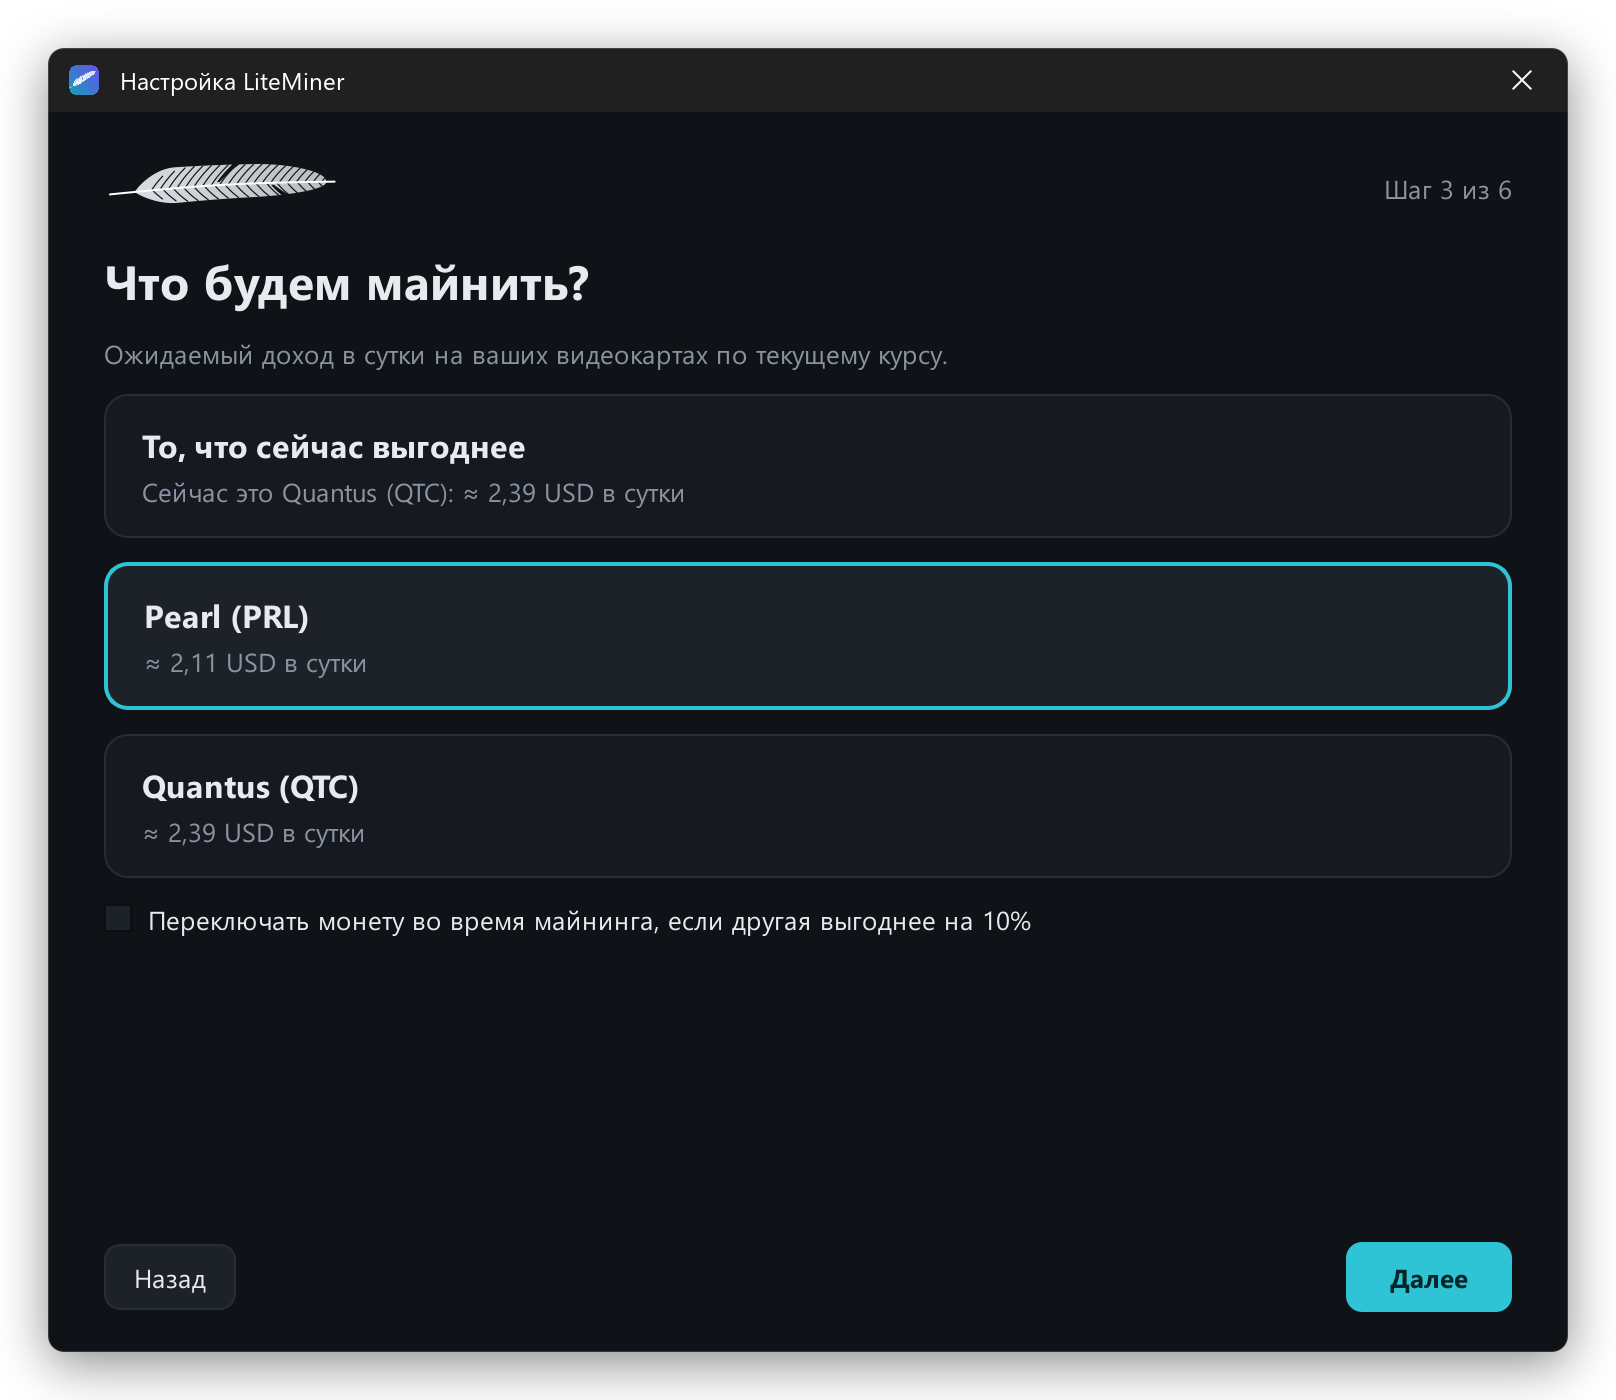 Настройка LiteMiner
Шаг 3 из 6
Что будем майнить?
Ожидаемый доход в сутки на ваших видеокартах по текущему курсу.
То, что сейчас выгоднее
Сейчас это Quantus (QTC): ≈ 2,39 USD в сутки
Pearl (PRL)
≈ 2,11 USD в сутки
Quantus (QTC)
≈ 2,39 USD в сутки
Переключать монету во время майнинга, если другая выгоднее на 10%
Назад
Далее